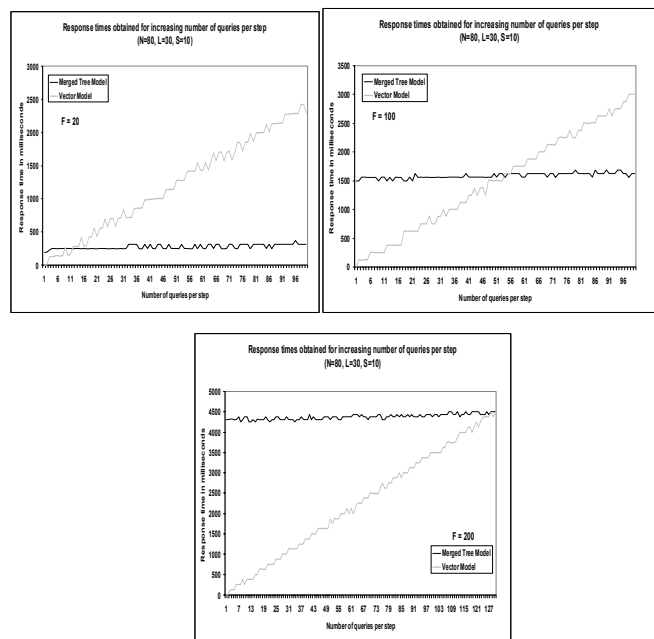 Response times obtained for increasing number of queries per step
(N=80, L=30, S=10)
Response time in milliseconds
3000
2500
2000
1500
1000
500
0
Merged Tree Model
Vector Model
F = 20
1 6 11 16 21 26 31 36 41 46 51 56 61 66 71 76 81 86 91 96
Number of queries per step
Response times obtained for increasing number of queries per step
(N=80, L=30, S=10)
Response time in milliseconds
3500
3000
2500
2000
1500
1000
500
0
Merged Tree Model
Vector Model
F = 100
1 6 11 16 21 26 31 36 41 46 51 56 61 66 71 76 81 86 91 96
Number of queries per step
Response times obtained for increasing number of queries per step
(N=80, L=30, S=10)
Response time in milliseconds
5000
4500
4000
3500
3000
2500
2000
1500
1000
500
0
F = 200
Merged Tree Model
Vector Model
1 7 13 19 25 31 37 43 49 55 61 67 73 79 85 91 97 103 109 115 121 127
Number of queries per step